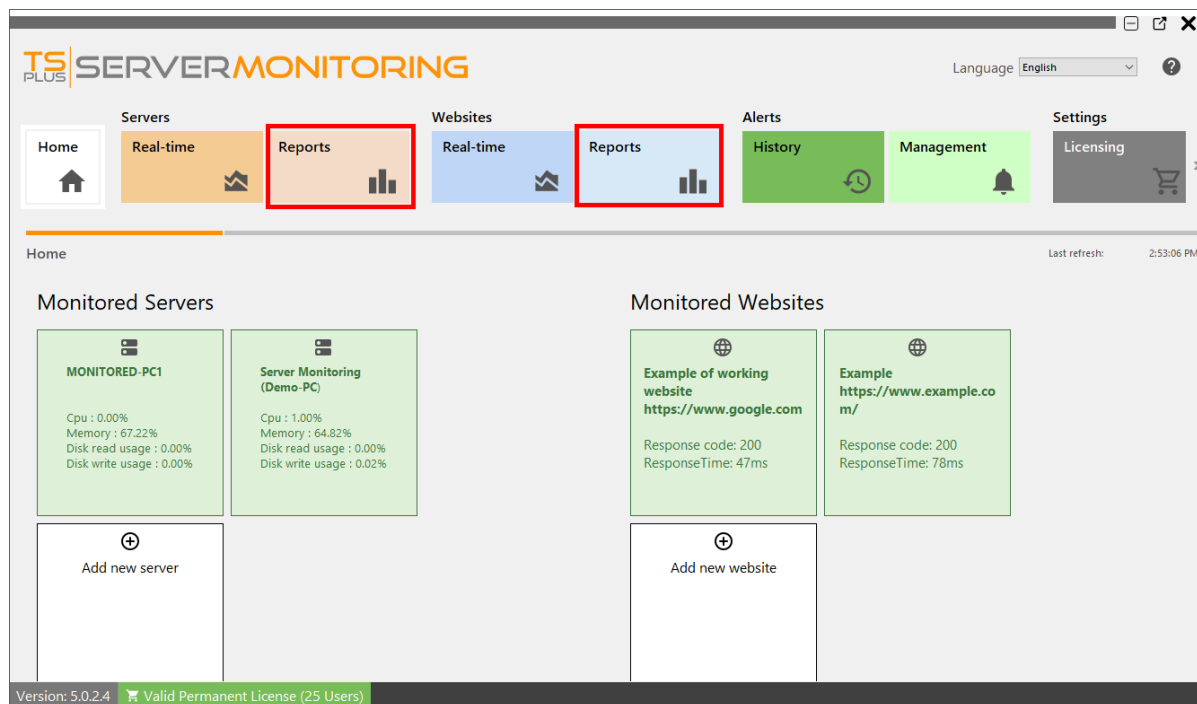 TS PLUS SERVERMONITORING
Language English
Servers
Websites
Alerts
Settings
Home
Real-time
Reports
Real-time
Reports
History
Management
Licensing
Home
Last refresh: 2:53:06 PM
Monitored Servers
MONITORED-PC1
Cpu : 0.00%
Memory : 67.22%
Disk read usage : 0.00%
Disk write usage : 0.00%
Server Monitoring
(Demo-PC)
Cpu : 1.00%
Memory : 64.82%
Disk read usage : 0.00%
Disk write usage : 0.02%
Add new server
Monitored Websites
Example of working
website
https://www.google.com
Response code: 200
ResponseTime: 47ms
Example
https://www.example.co
m/
Response code: 200
ResponseTime: 78ms
Add new website
Version: 5.0.2.4
Valid Permanent License (25 Users)